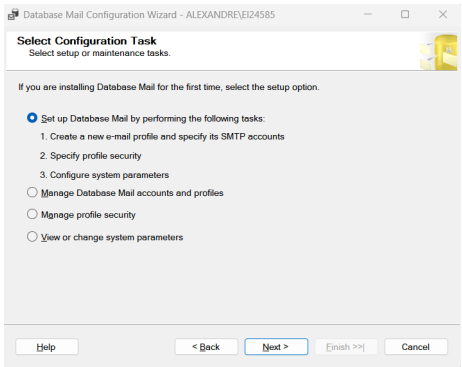 Database Mail Configuration Wizard - ALEXANDRE\EI24585
Select Configuration Task
Select setup or maintenance tasks.
If you are installing Database Mail for the first time, select the setup option.
Set up Database Mail by performing the following tasks:
1. Create a new e-mail profile and specify its SMTP accounts
2. Specify profile security
3. Configure system parameters
Manage Database Mail accounts and profiles
Manage profile security
View or change system parameters
Help
< Back
Next >
Finish >>|
Cancel